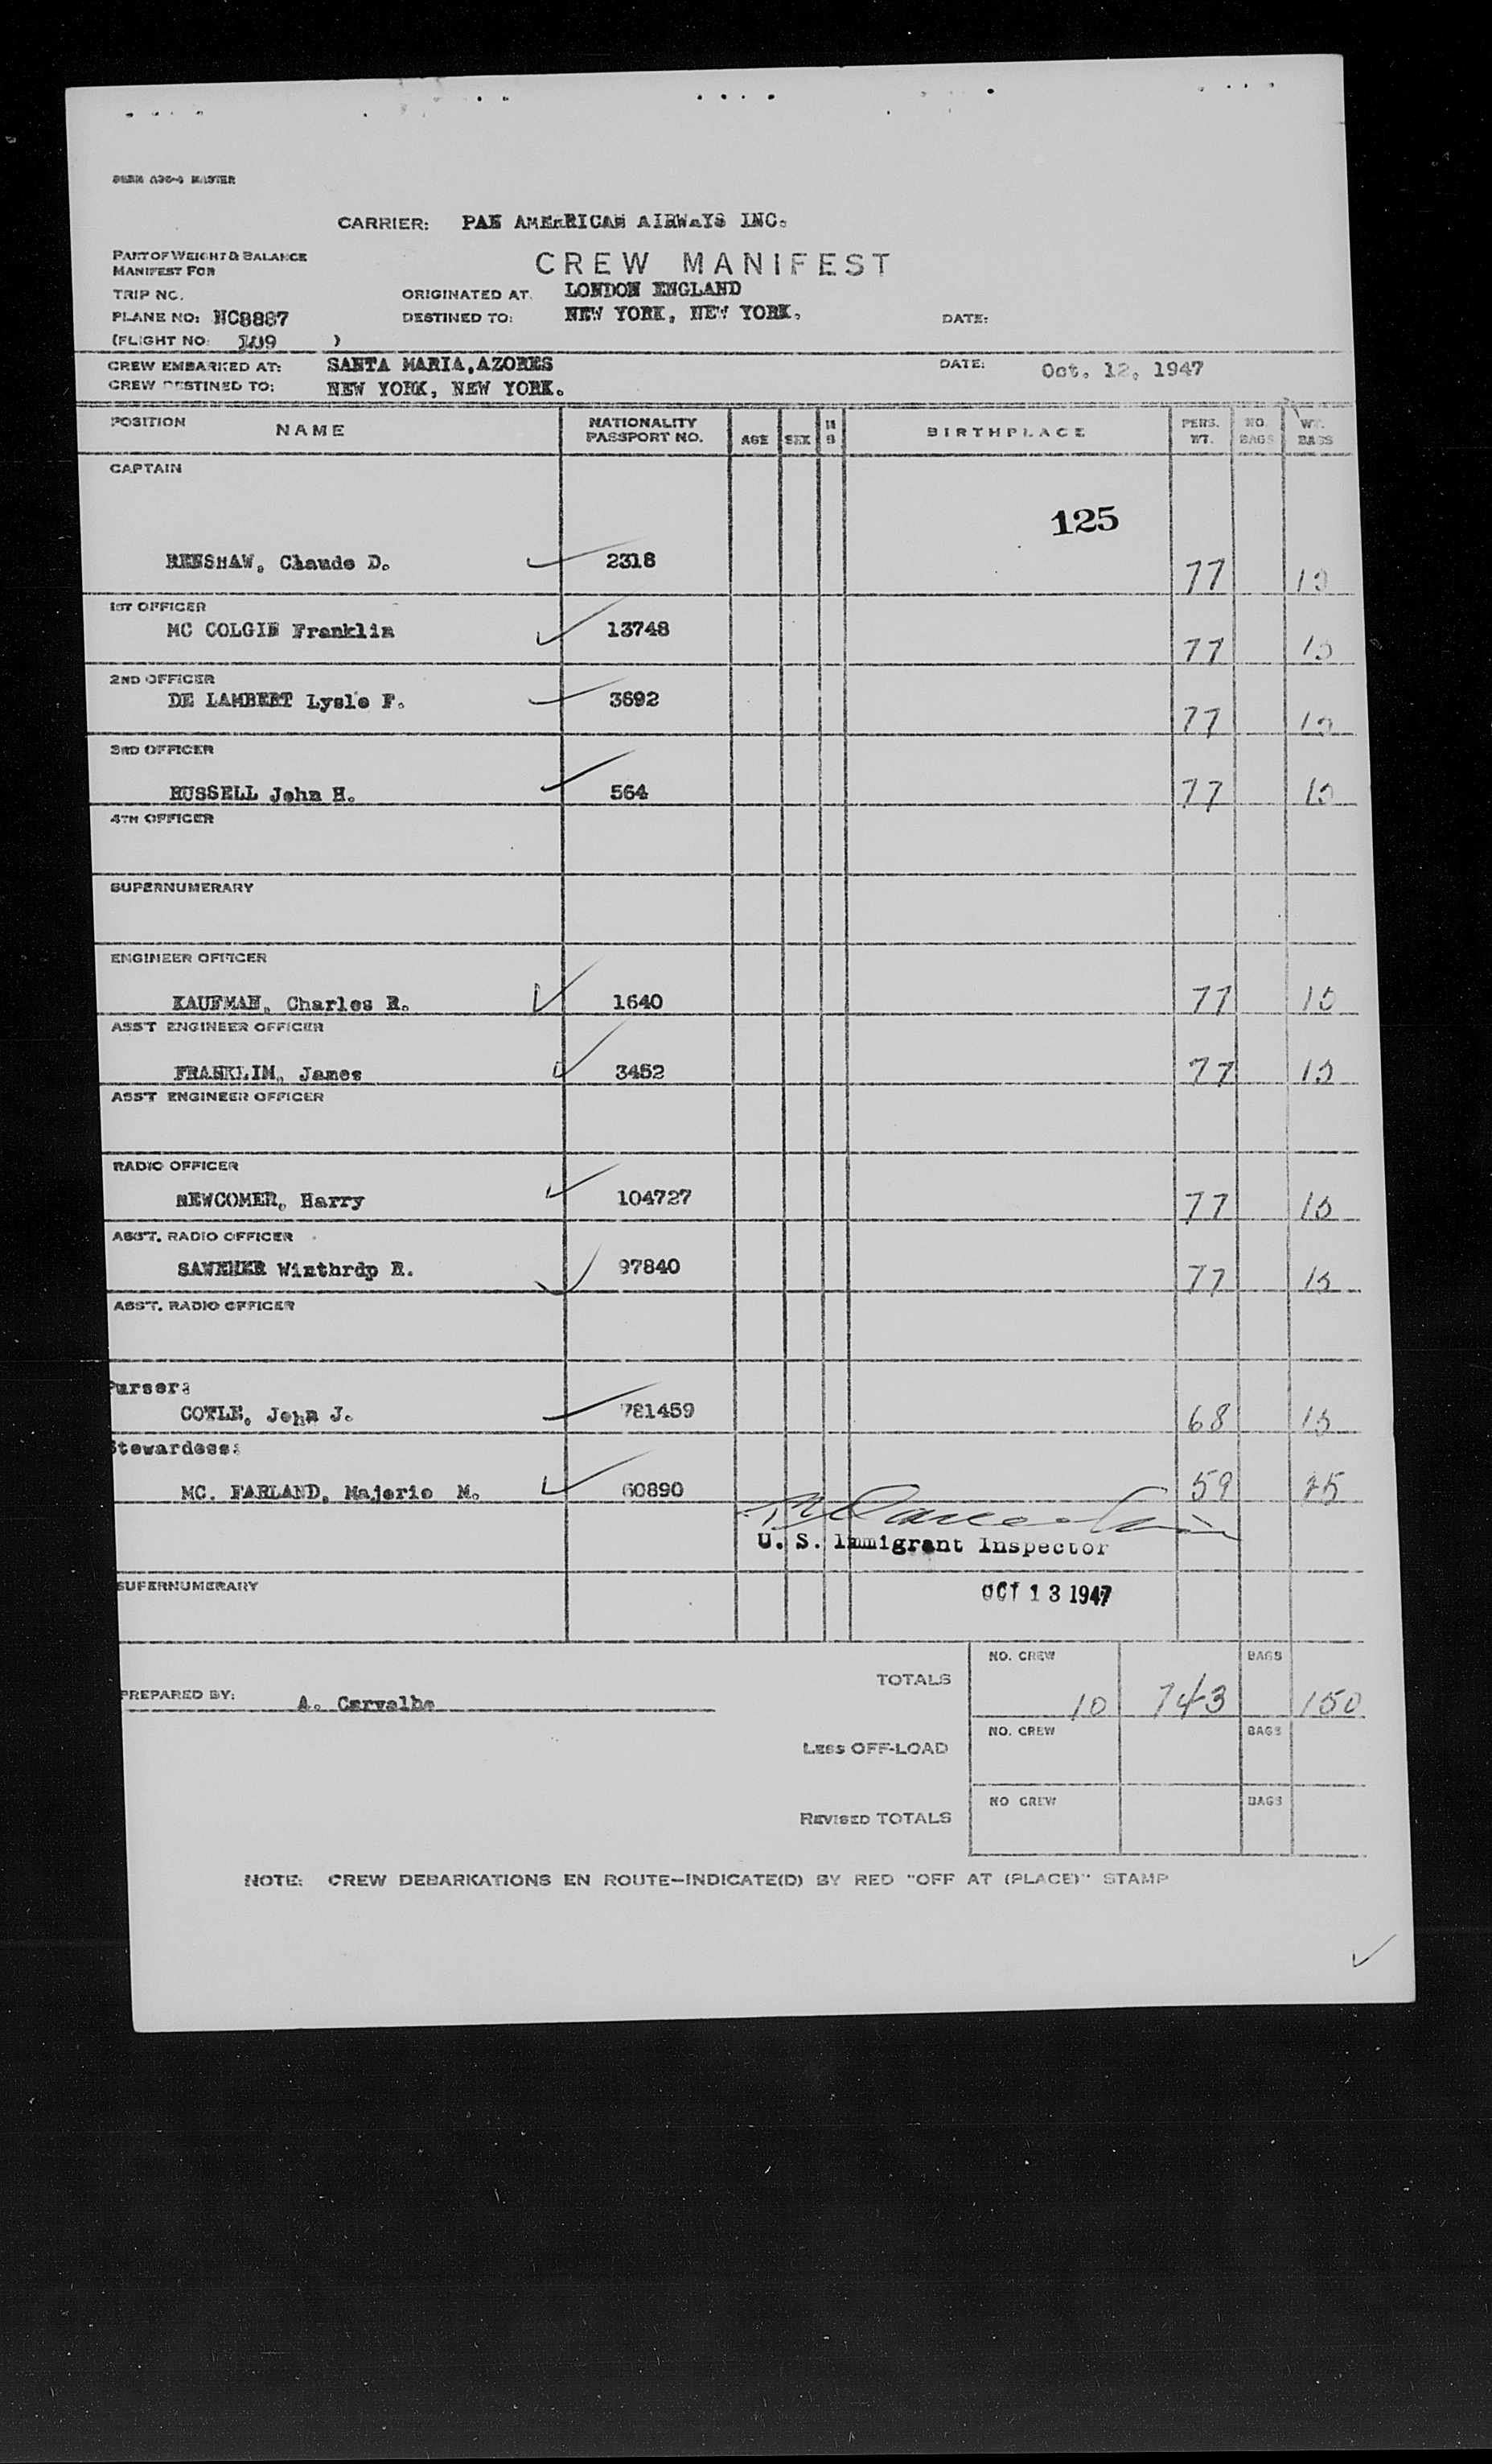 CARRIER: PAN AMERICAN AIRWAYS INC.
PART OF WEIGHT & BALANCE
MANIFEST FOR
CREW MANIFEST
TRIP NO. ORIGINATED AT. LONDON ENGLAND
PLANE NO: NC8887 DESTINED TO: NEW YORK, NEW YORK. DATE:
(FLIGHT NO: )
CREW EMBARKED AT: SANTA MARIA,AZORES DATE: Oct. 12, 1947
CREW DESTINED TO: NEW YORK, NEW YORK.
POSITION NAME NATIONALITY PASSPORT NO. AGE SEX BIRTHPLACE PERS. WT. NO. BAGS WT. BAGS
CAPTAIN
125
RENSHAW, Claude D. 2318 77 15
1ST OFFICER
MC COLGIN Franklin 13748 77 15
2ND OFFICER
DE LAMBERT Lysle F. 3692 77 15
3RD OFFICER
RUSSELL John H. 564 77 15
4TH OFFICER
SUPERNUMERARY
ENGINEER OFFICER
KAUFMAN, Charles R. 1640 77 15
ASS'T ENGINEER OFFICER
FRANKLIN, James 3452 77 15
ASS'T ENGINEER OFFICER
RADIO OFFICER
NEWCOMER, Harry 104727 77 15
ASS'T. RADIO OFFICER
Winthrop R. 97840 77 15
ASS'T. RADIO OFFICER
Purser:
COYLE, John J. 781459 68 15
Stewardess:
MC. FARLAND, Majorie M. 60890 59 15
U. S. Immigrant Inspector
SUPERNUMERARY
OCT 13 1947
TOTALS NO. CREW 10 743 BAGS 150
PREPARED BY: A. Carvalho
LESS OFF-LOAD NO. CREW BAGS
REVISED TOTALS NO CREW BAGS
NOTE: CREW DEBARKATIONS EN ROUTE—INDICATE(D) BY RED "OFF AT (PLACE)" STAMP